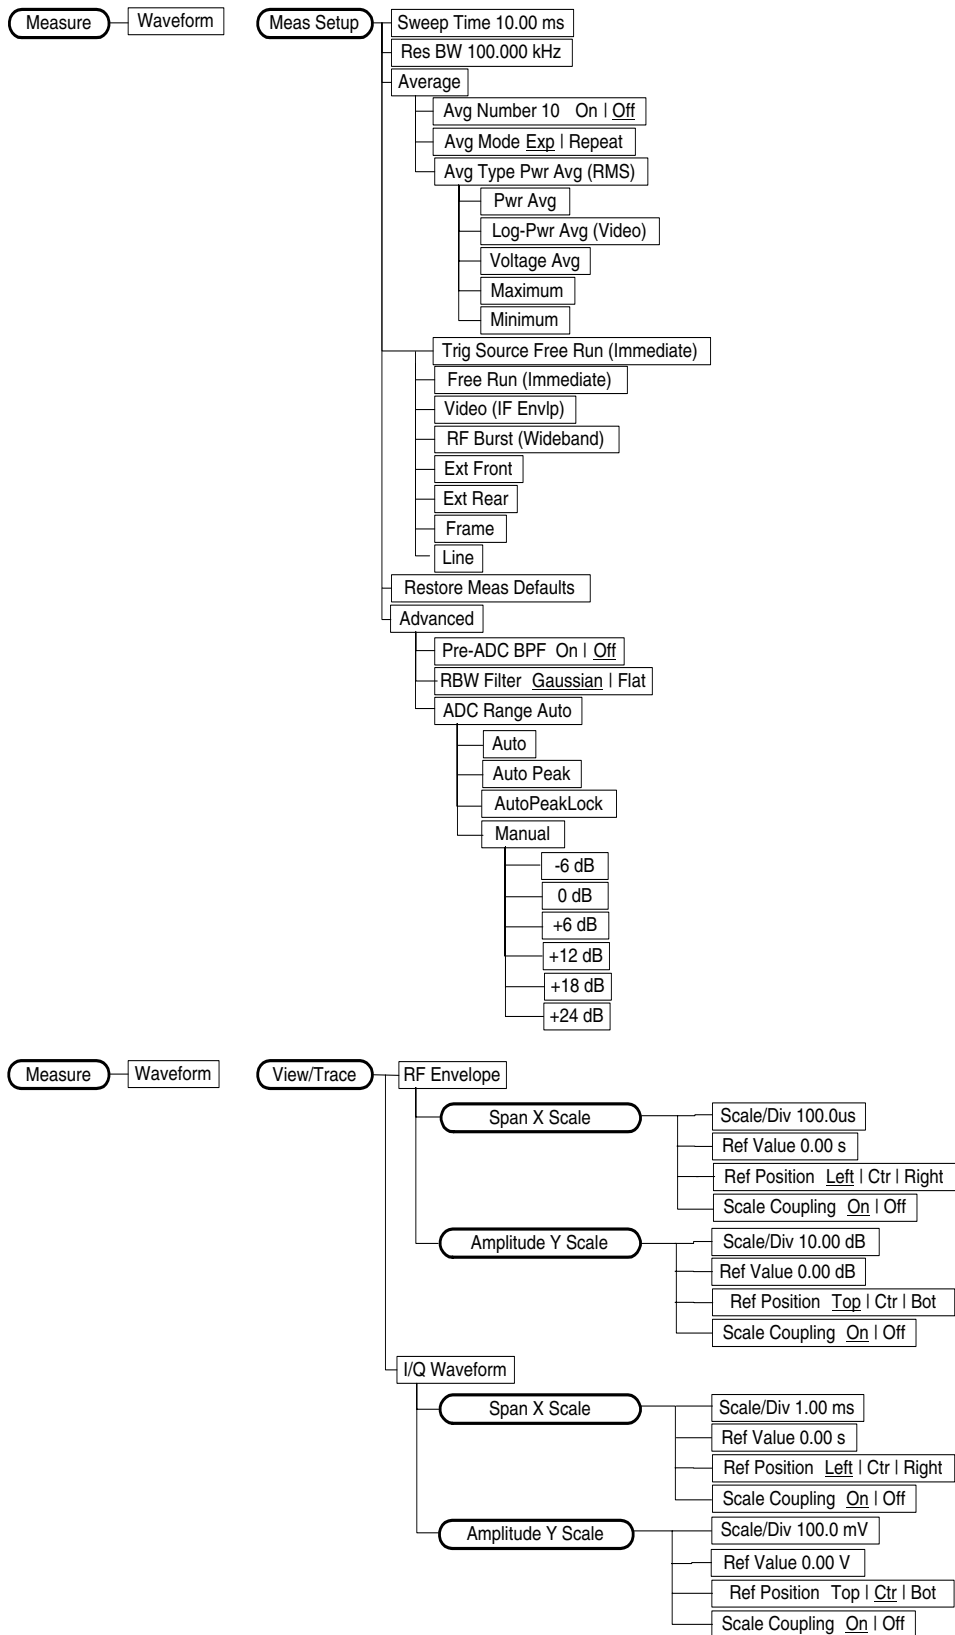 Measure
Waveform
Meas Setup
Sweep Time 10.00 ms
Res BW 100.000 kHz
Average
Avg Number 10 On | Off
Avg Mode Exp | Repeat
Avg Type Pwr Avg (RMS)
Pwr Avg
Log-Pwr Avg (Video)
Voltage Avg
Maximum
Minimum
Trig Source Free Run (Immediate)
Free Run (Immediate)
Video (IF Envlp)
RF Burst (Wideband)
Ext Front
Ext Rear
Frame
Line
Restore Meas Defaults
Advanced
Pre-ADC BPF On | Off
RBW Filter Gaussian | Flat
ADC Range Auto
Auto
Auto Peak
AutoPeakLock
Manual
-6 dB
0 dB
+6 dB
+12 dB
+18 dB
+24 dB
Measure
Waveform
View/Trace
RF Envelope
Span X Scale
Scale/Div 100.0us
Ref Value 0.00 s
Ref Position Left | Ctr | Right
Scale Coupling On | Off
Amplitude Y Scale
Scale/Div 10.00 dB
Ref Value 0.00 dB
Ref Position Top | Ctr | Bot
Scale Coupling On | Off
I/Q Waveform
Span X Scale
Scale/Div 1.00 ms
Ref Value 0.00 s
Ref Position Left | Ctr | Right
Scale Coupling On | Off
Amplitude Y Scale
Scale/Div 100.0 mV
Ref Value 0.00 V
Ref Position Top | Ctr | Bot
Scale Coupling On | Off